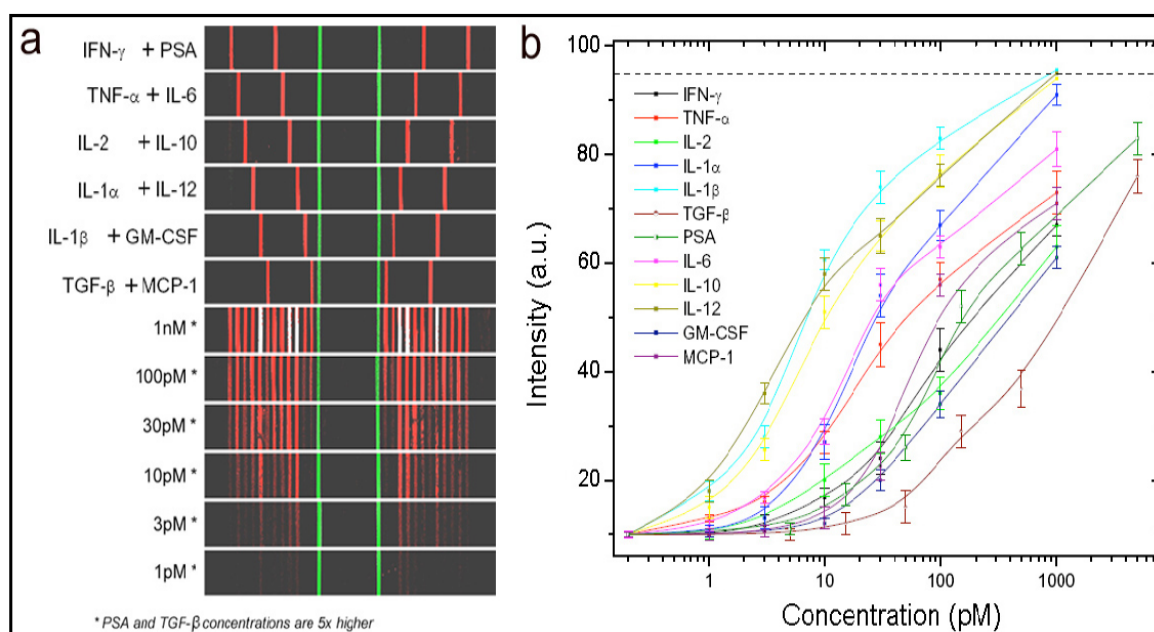 a
IFN-γ + PSA
TNF-α + IL-6
IL-2 + IL-10
IL-1α + IL-12
IL-1β + GM-CSF
TGF-β + MCP-1
1nM *
100pM *
30pM *
10pM *
3pM *
1pM *
* PSA and TGF-β concentrations are 5x higher
b
100
80
60
40
20
Intensity (a.u.)
IFN-γ
TNF-α
IL-2
IL-1α
IL-1β
TGF-β
PSA
IL-6
IL-10
IL-12
GM-CSF
MCP-1
1 10 100 1000
Concentration (pM)